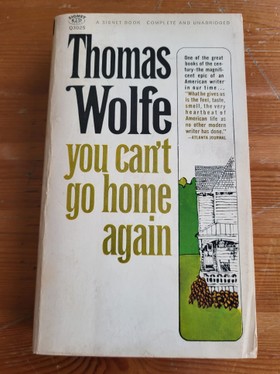 SIGNET
A SIGNET BOOK COMPLETE AND UNABRIDGED
Thomas
Wolfe
you can't
go home
again
One of the great
books of the cen-
tury–the magnifi-
cent epic of an
American writer
in our time...
"What he gives us
is the feel, taste,
smell, the very
heartbeat of
American life as
no other modern
writer has done."
–ATLANTA JOURNAL